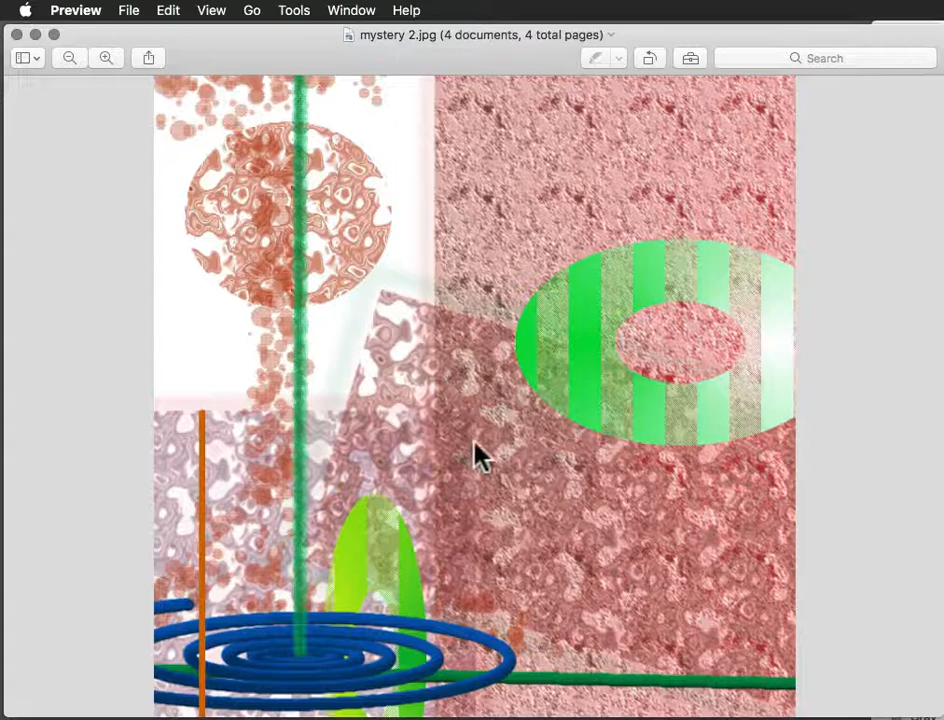 Preview File Edit View Go Tools Window Help
mystery 2.jpg (4 documents, 4 total pages)
Search